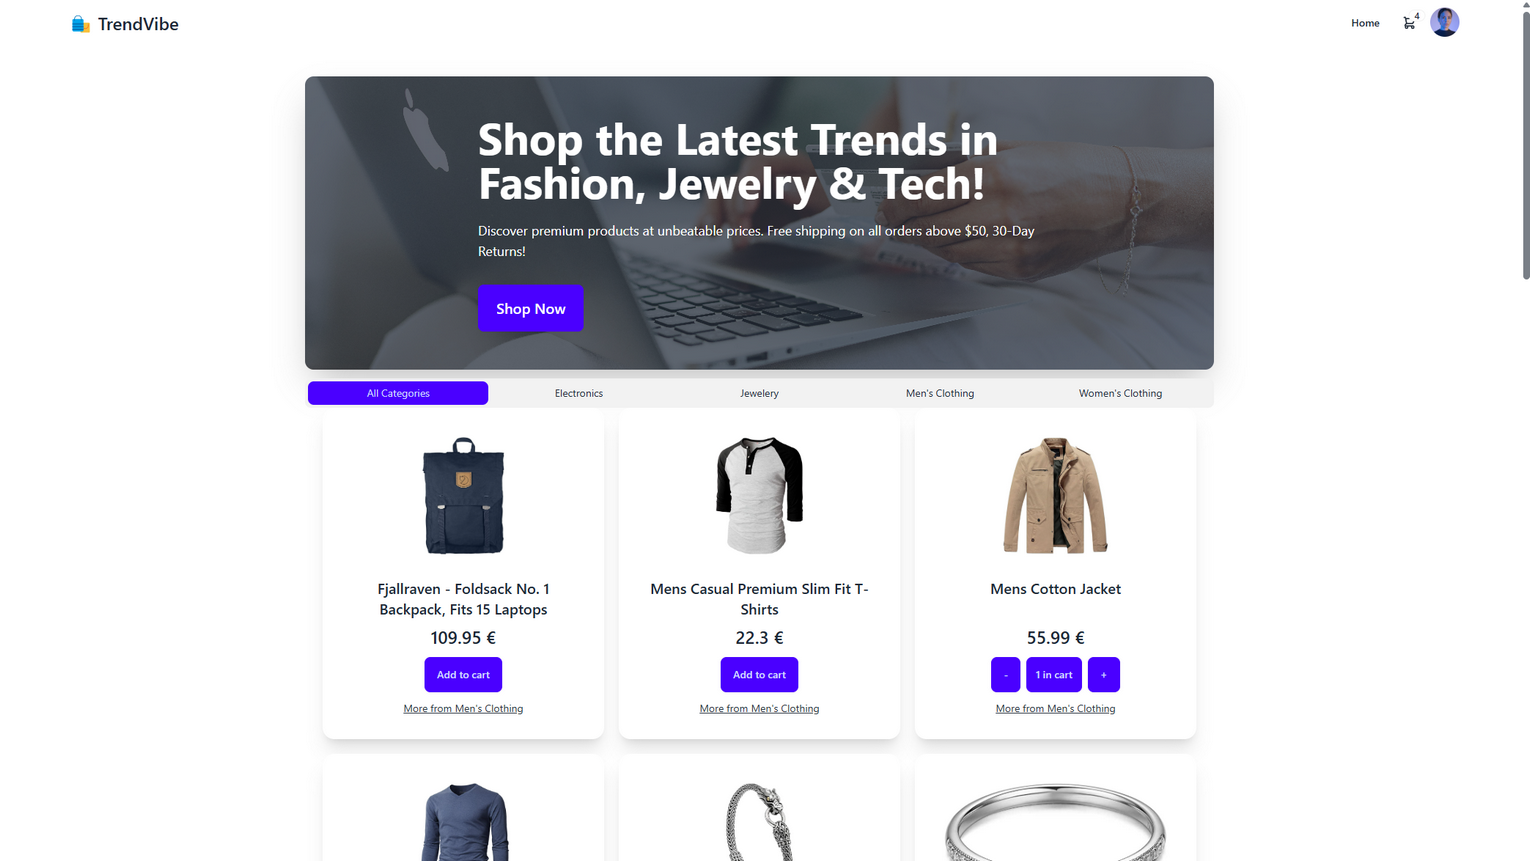 TrendVibe
Home
4
Shop the Latest Trends in
Fashion, Jewelry & Tech!
Discover premium products at unbeatable prices. Free shipping on all orders above $50, 30-Day
Returns!
Shop Now
All Categories
Electronics
Jewelery
Men's Clothing
Women's Clothing
Fjallraven - Foldsack No. 1
Backpack, Fits 15 Laptops
109.95 €
Add to cart
More from Men's Clothing
Mens Casual Premium Slim Fit T-
Shirts
22.3 €
Add to cart
More from Men's Clothing
Mens Cotton Jacket
55.99 €
-
1 in cart
+
More from Men's Clothing